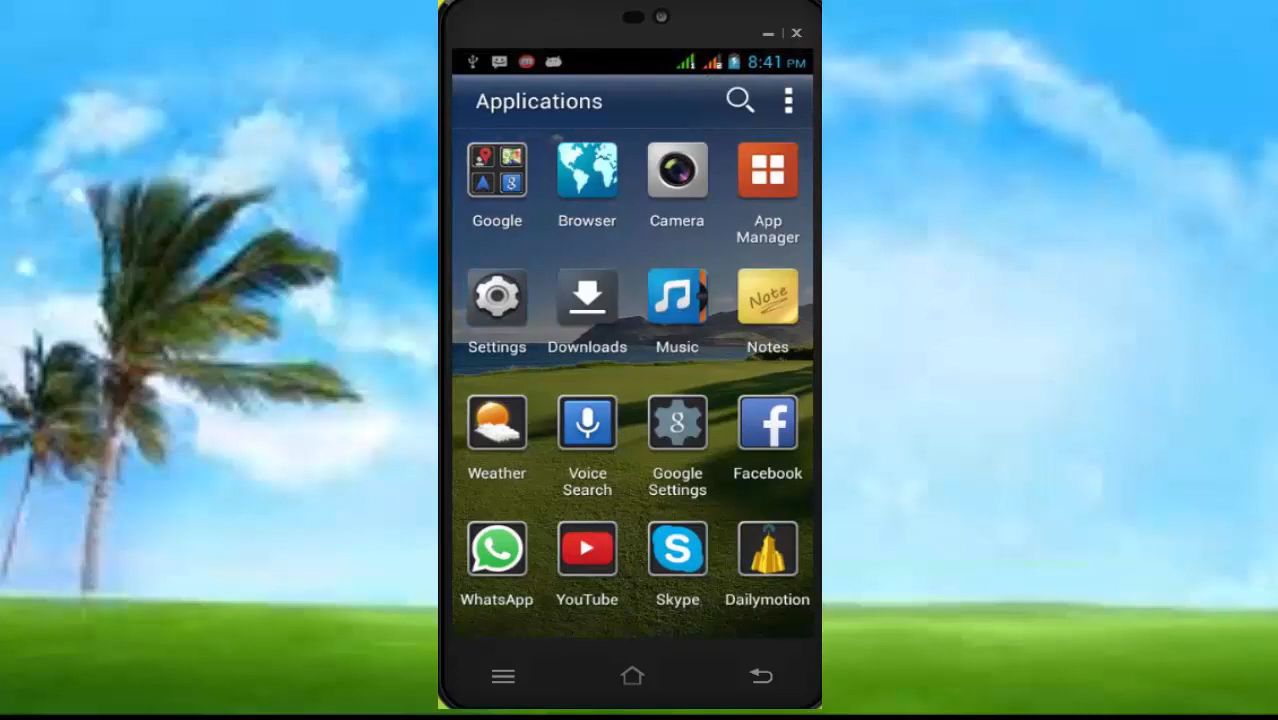 8:41 PM
Applications
Google
Browser
Camera
App
Manager
Note
Settings
Downloads
Music
Notes
8
Weather
Voice
Search
Google
Settings
Facebook
WhatsApp
YouTube
Skype
Dailymotion